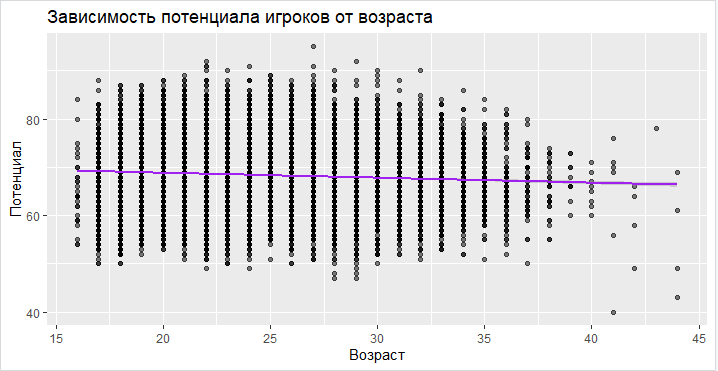 Зависимость потенциала игроков от возраста
Потенциал
80
60
40
15 20 25 30 35 40 45
Возраст